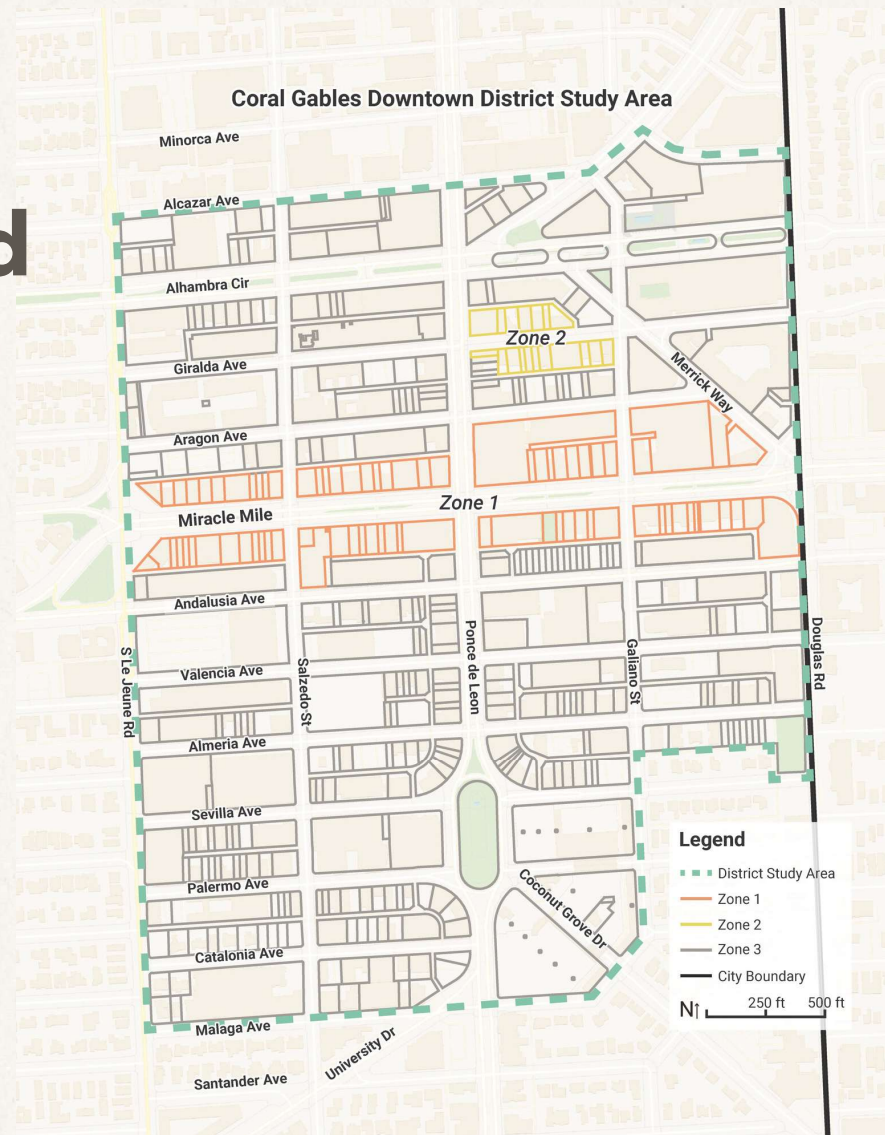 Coral Gables Downtown District Study Area
Minorca Ave
Alcazar Ave
d
Alhambra Cir
Zone 2
Giralda Ave
Merrick Way
Aragon Ave
Zone 1
Miracle Mile
Andalusia Ave
S Le Jeune Rd
Salzedo St
Ponce de Leon
Galiano St
Douglas Rd
Valencia Ave
Almeria Ave
Sevilla Ave
Palermo Ave
Coconut Grove Dr
Catalonia Ave
Malaga Ave
University Dr
Santander Ave
Legend
District Study Area
Zone 1
Zone 2
Zone 3
City Boundary
N↑ 250 ft 500 ft